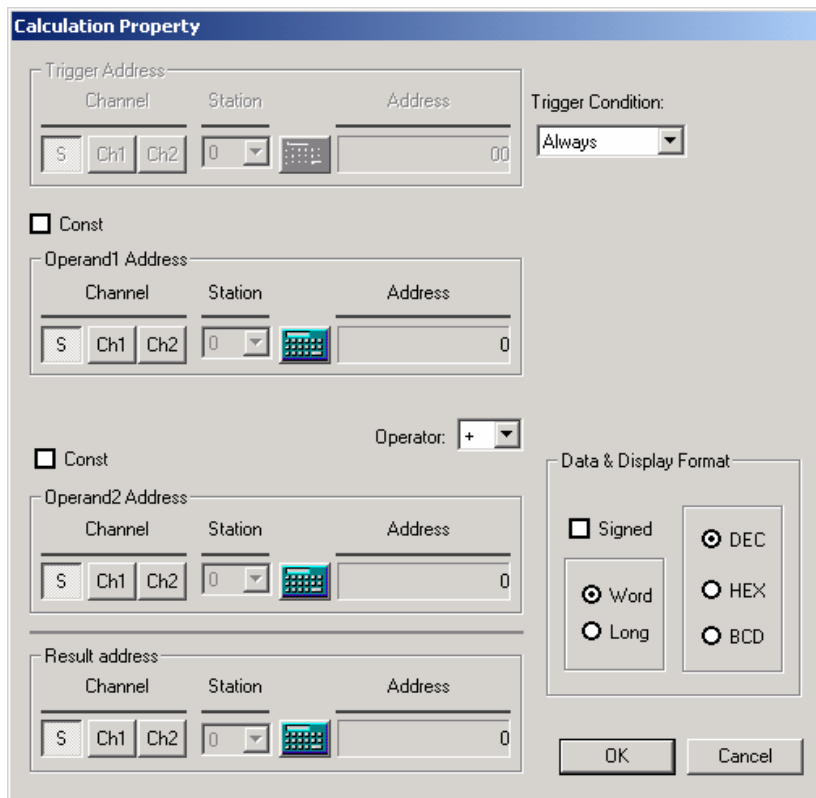 Calculation Property
Trigger Address
Channel Station Address
S Ch1 Ch2 0 00
Trigger Condition:
Always
Const
Operand1 Address
Channel Station Address
S Ch1 Ch2 0 0
Operator: +
Const
Operand2 Address
Channel Station Address
S Ch1 Ch2 0 0
Result address
Channel Station Address
S Ch1 Ch2 0 0
Data & Display Format
Signed
Word
Long
DEC
HEX
BCD
OK Cancel